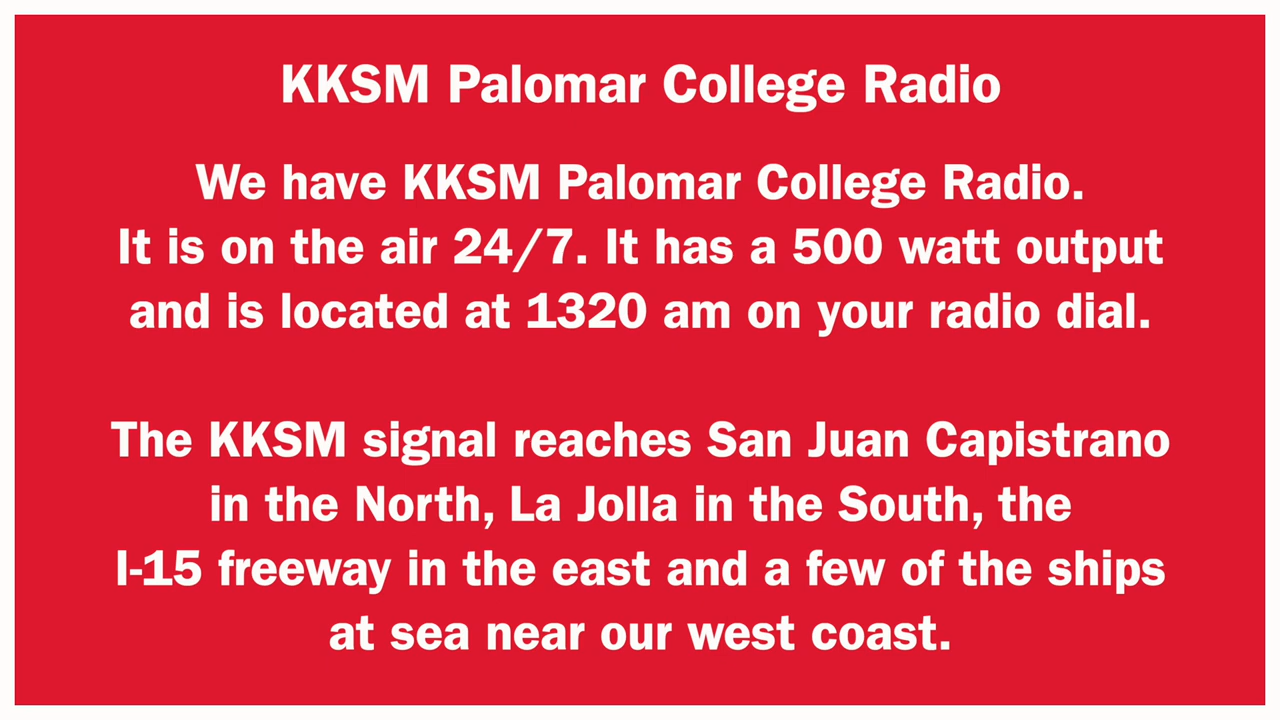 KKSM Palomar College Radio
We have KKSM Palomar College Radio.
It is on the air 24/7. It has a 500 watt output
and is located at 1320 am on your radio dial.
The KKSM signal reaches San Juan Capistrano
in the North, La Jolla in the South, the
I-15 freeway in the east and a few of the ships
at sea near our west coast.